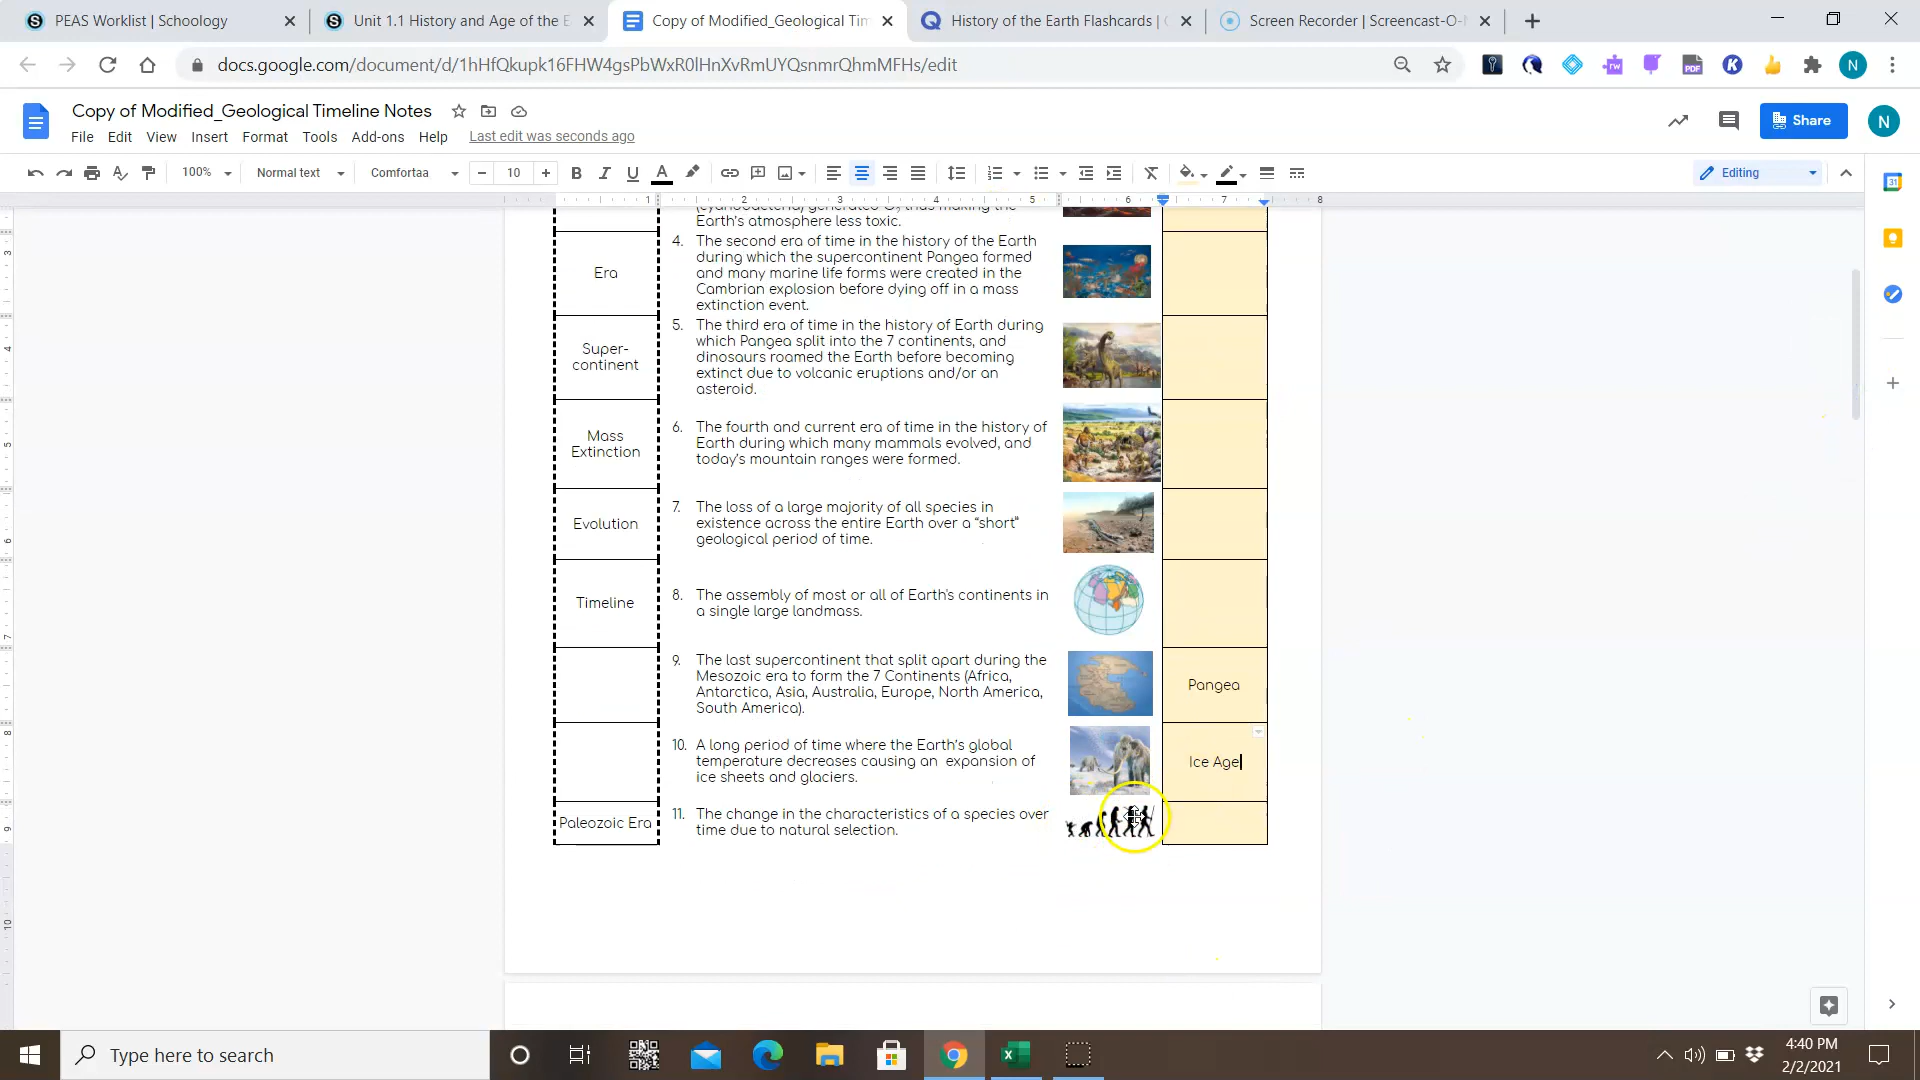 PEAS Worklist | Schoology
Unit 1.1 History and Age of the E
Copy of Modified_Geological Tim
History of the Earth Flashcards |
Screen Recorder | Screencast-O-
docs.google.com/document/d/1hHfQkupk16FHW4gsPbWxR0lHnXvRmUYQsnmrQhmMFHs/edit
Copy of Modified_Geological Timeline Notes
File Edit View Insert Format Tools Add-ons Help Last edit was seconds ago
Share
N
N
100% Normal text Comfortaa 10 Editing
1 2 3 4 5 6 7 8
(cyanobacteria) generated O, thus making the
Earth's atmosphere less toxic.
Era
4. The second era of time in the history of the Earth
during which the supercontinent Pangea formed
and many marine life forms were created in the
Cambrian explosion before dying off in a mass
extinction event.
Super-
continent
5. The third era of time in the history of Earth during
which Pangea split into the 7 continents, and
dinosaurs roamed the Earth before becoming
extinct due to volcanic eruptions and/or an
asteroid.
Mass
Extinction
6. The fourth and current era of time in the history of
Earth during which many mammals evolved, and
today's mountain ranges were formed.
Evolution
7. The loss of a large majority of all species in
existence across the entire Earth over a "short"
geological period of time.
Timeline
8. The assembly of most or all of Earth's continents in
a single large landmass.
9. The last supercontinent that split apart during the
Mesozoic era to form the 7 Continents (Africa,
Antarctica, Asia, Australia, Europe, North America,
South America).
Pangea
10. A long period of time where the Earth's global
temperature decreases causing an expansion of
ice sheets and glaciers.
Ice Age
Paleozoic Era
11. The change in the characteristics of a species over
time due to natural selection.
Type here to search
4:40 PM
2/2/2021